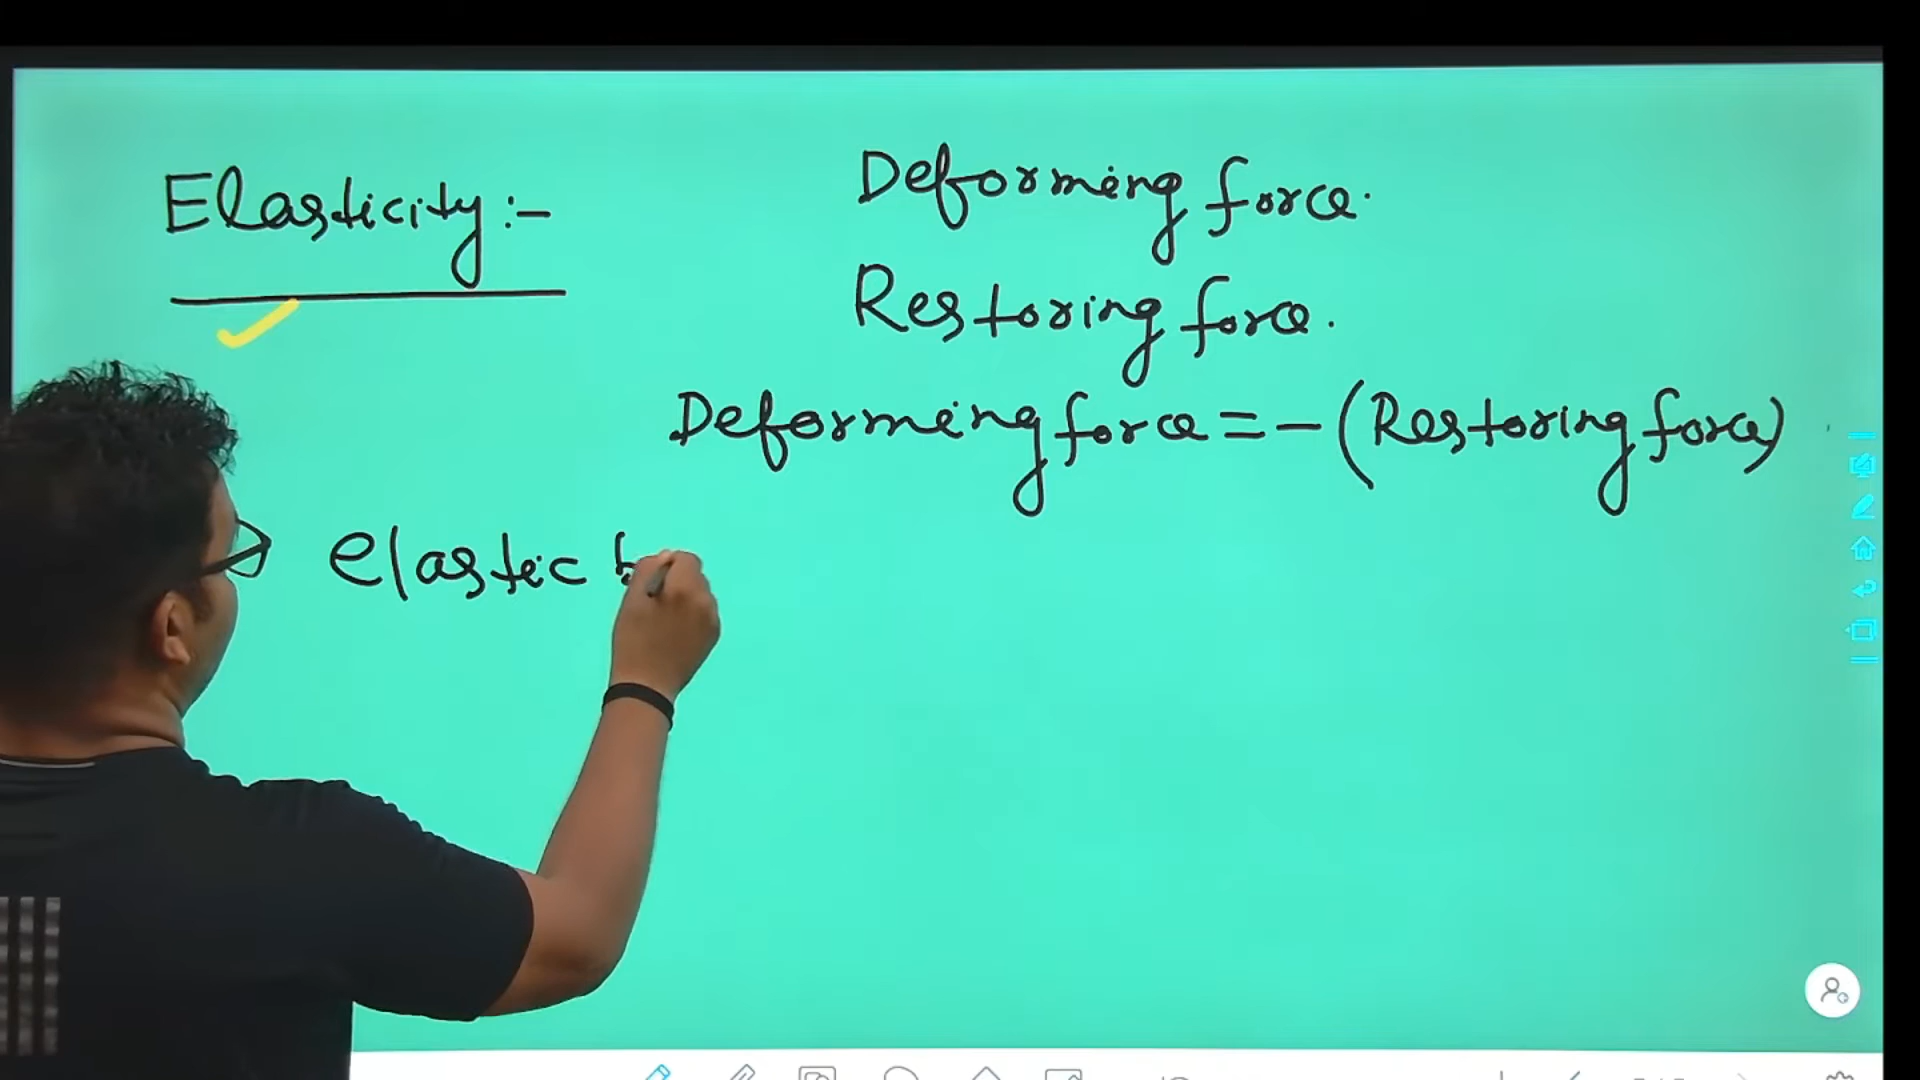 Elasticity :-
Deforming force.
Restoring force.
Deforming force = - (Restoring force)
Elastic b